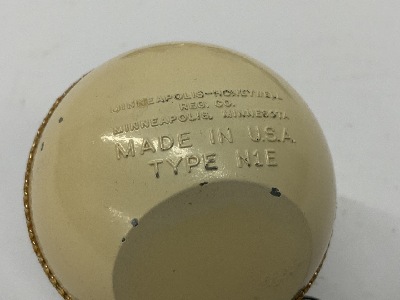 MINNEAPOLIS-HONEYWELL
REG. CO.
MINNEAPOLIS, MINNESOTA
MADE IN U.S.A.
TYPE N1E